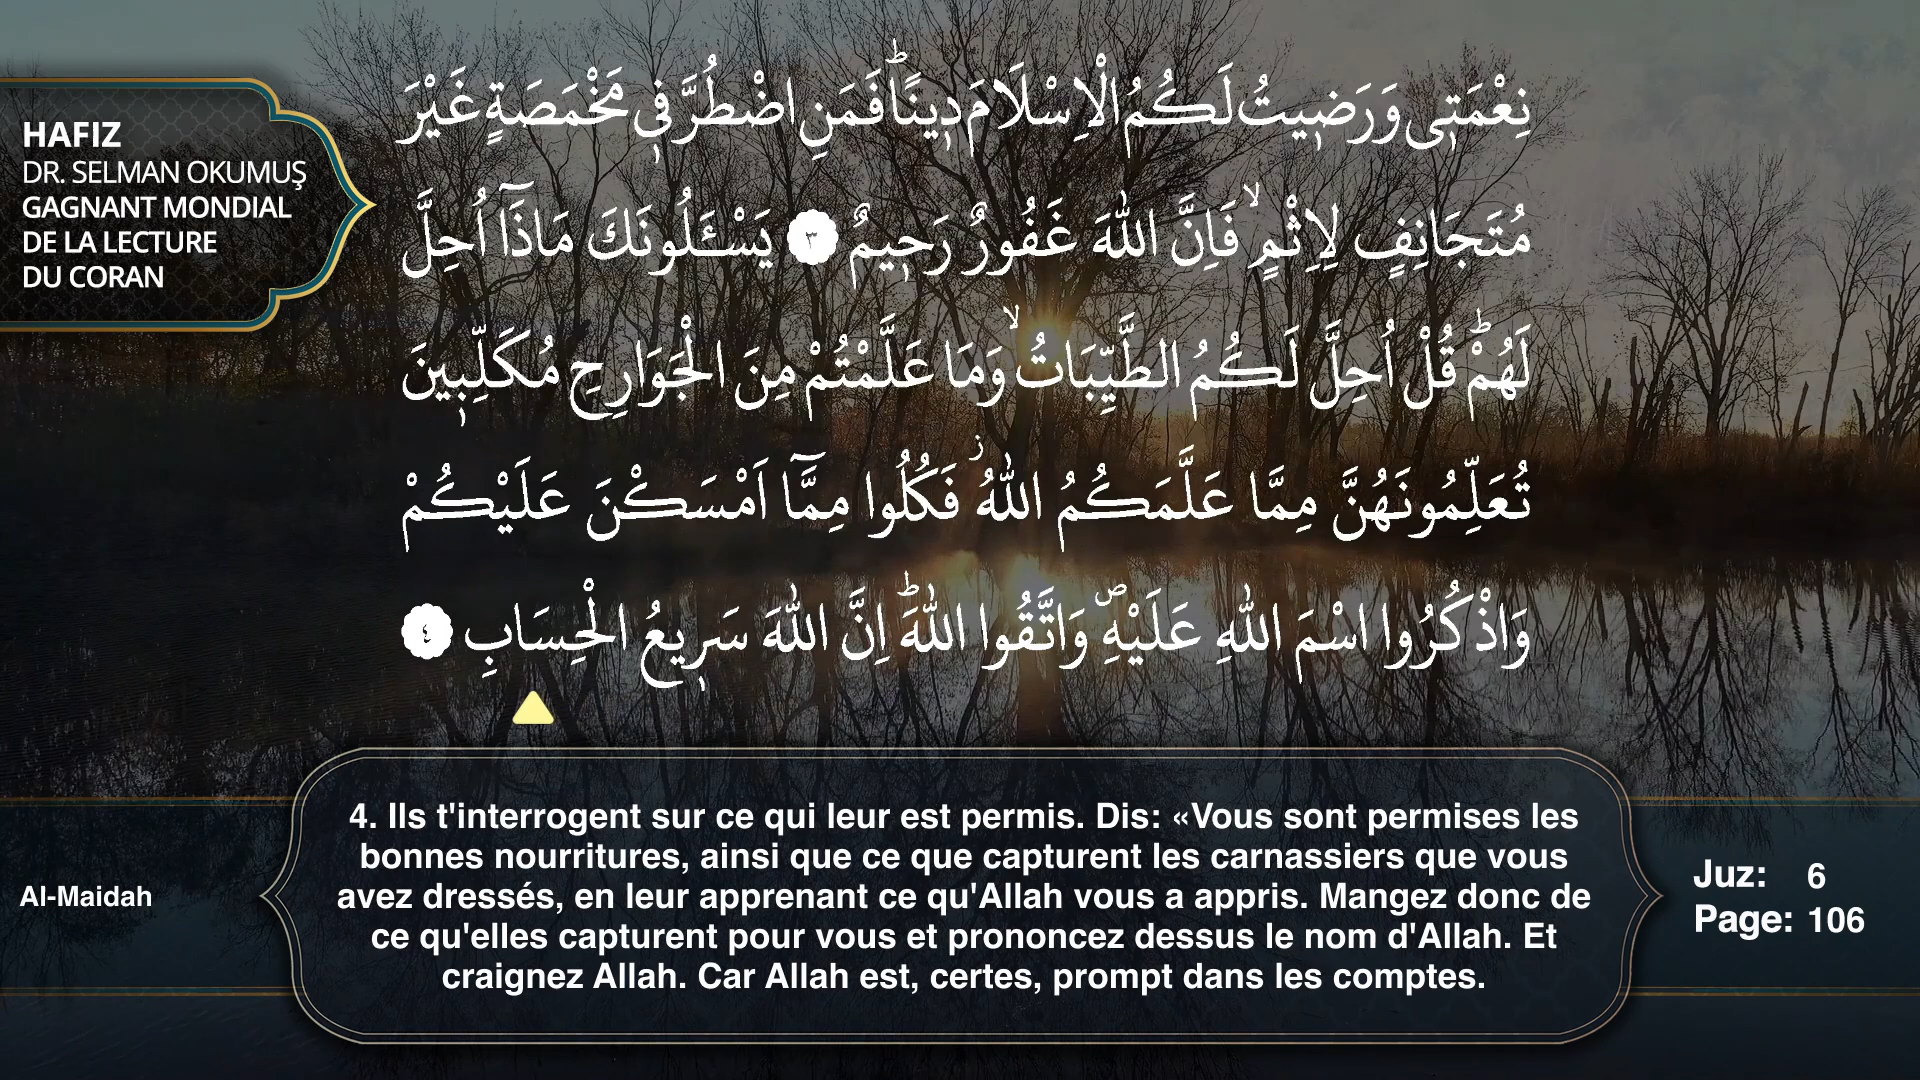 HAFIZ
DR. SELMAN OKUMUŞ
GAGNANT MONDIAL
DE LA LECTURE
DU CORAN
نِعْمَتٖى وَرَضٖيتُ لَكُمُ الْاِسْلَامَ دٖينًاؕ فَمَنِ اضْطُرَّ فٖى مَخْمَصَةٍ غَيْرَ
مُتَجَانِفٍ لِاِثْمٍۙ فَاِنَّ اللّٰهَ غَفُورٌ رَحٖيمٌ ٣ يَسْـَٔلُونَكَ مَاذَٓا اُحِلَّ
لَهُمْؕ قُلْ اُحِلَّ لَكُمُ الطَّيِّبَاتُۙ وَمَا عَلَّمْتُمْ مِنَ الْجَوَارِحِ مُكَلِّبٖينَ
تُعَلِّمُونَهُنَّ مِمَّا عَلَّمَكُمُ اللّٰهُؗ فَكُلُوا مِمَّٓا اَمْسَكْنَ عَلَيْكُمْ
وَاذْكُرُوا اسْمَ اللّٰهِ عَلَيْهِࣕ وَاتَّقُوا اللّٰهَؕ اِنَّ اللّٰهَ سَرٖيعُ الْحِسَابِ ٤
4. Ils t'interrogent sur ce qui leur est permis. Dis: «Vous sont permises les
bonnes nourritures, ainsi que ce que capturent les carnassiers que vous
avez dressés, en leur apprenant ce qu'Allah vous a appris. Mangez donc de
ce qu'elles capturent pour vous et prononcez dessus le nom d'Allah. Et
craignez Allah. Car Allah est, certes, prompt dans les comptes.
Al-Maidah
Juz: 6
Page: 106